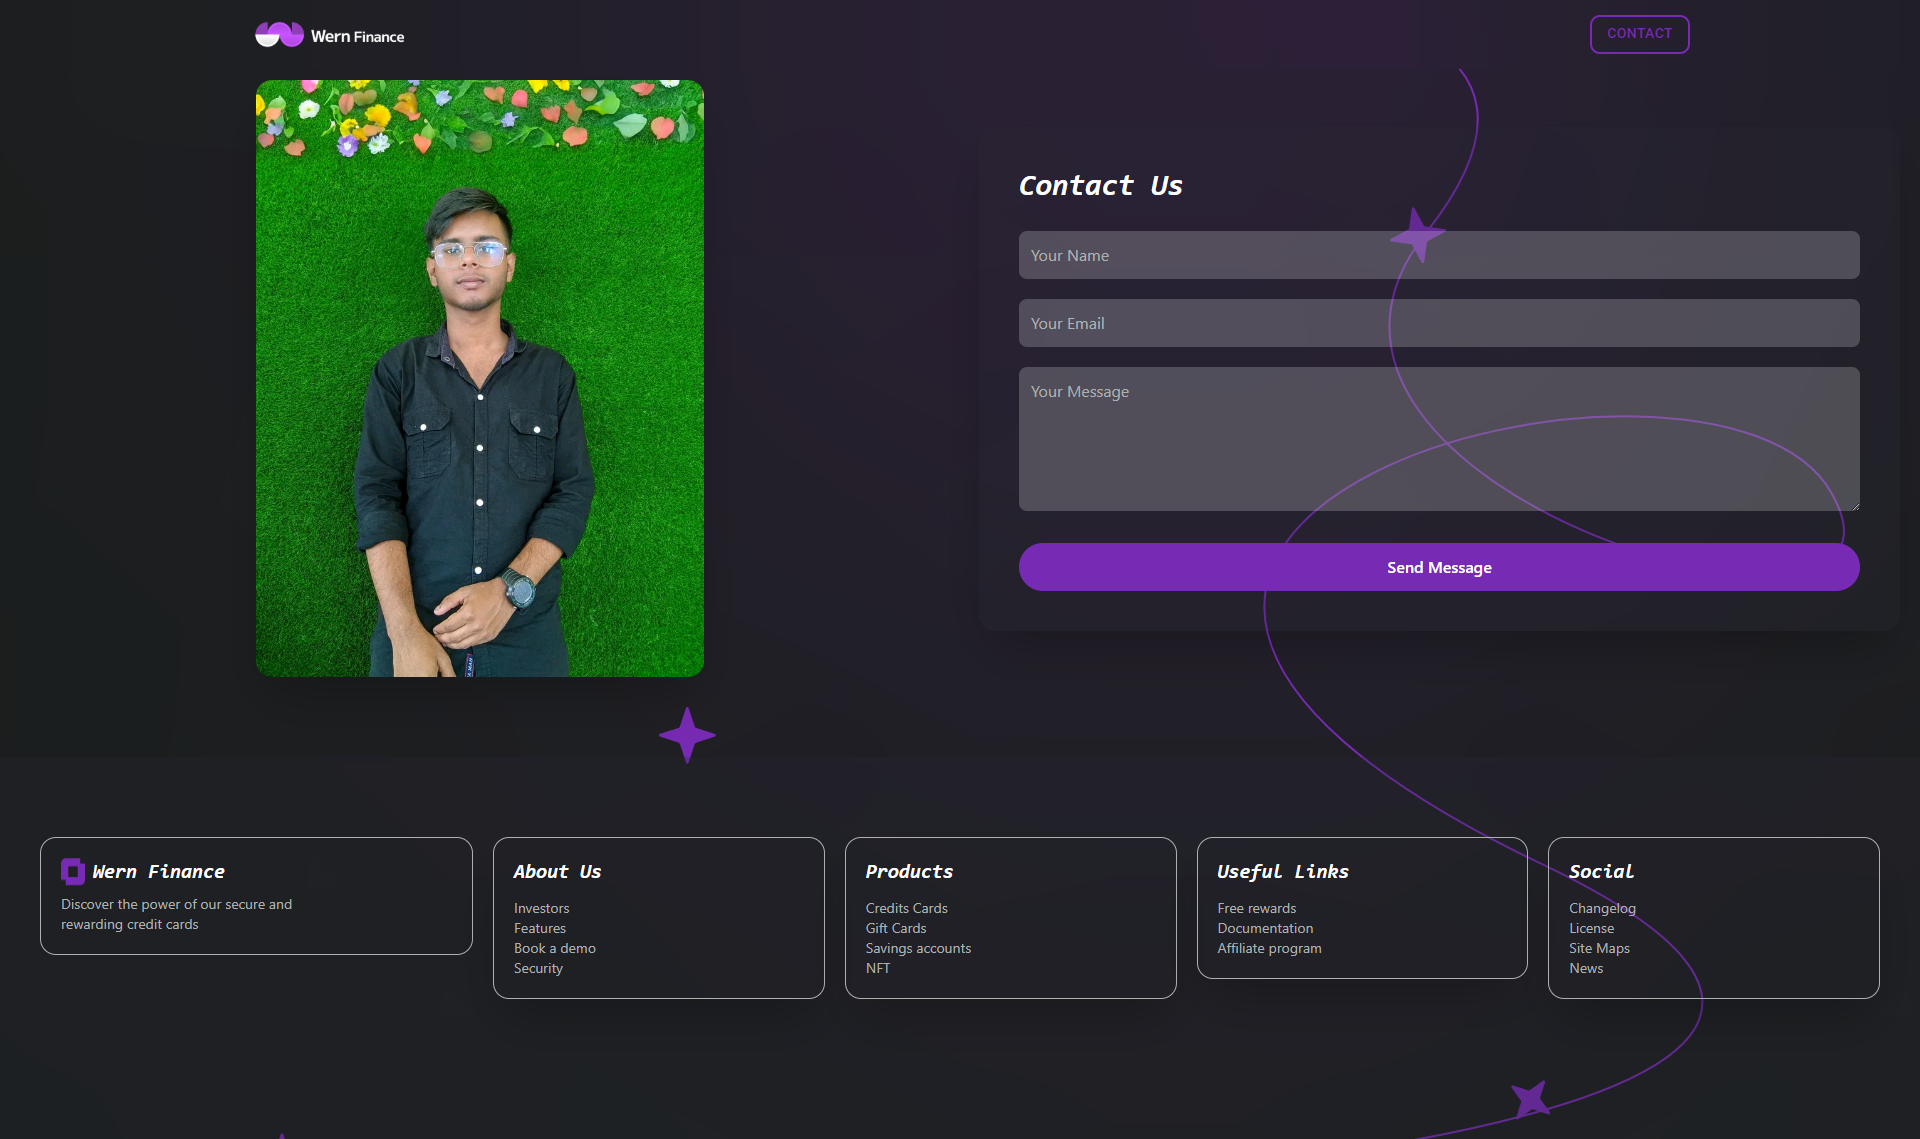 Wern Finance
CONTACT
Contact Us
Your Name
Your Email
Your Message
Send Message
Wern Finance
Discover the power of our secure and
rewarding credit cards
About Us
Investors
Features
Book a demo
Security
Products
Credits Cards
Gift Cards
Savings accounts
NFT
Useful Links
Free rewards
Documentation
Affiliate program
Social
Changelog
License
Site Maps
News